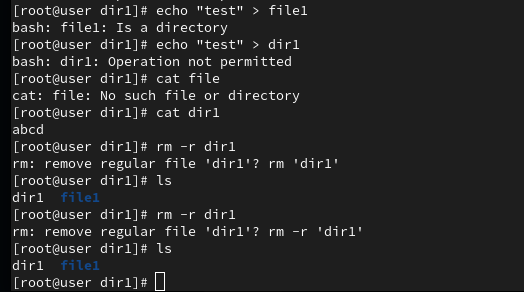 [root@user dir1]# echo "test" > file1
bash: file1: Is a directory
[root@user dir1]# echo "test" > dir1
bash: dir1: Operation not permitted
[root@user dir1]# cat file
cat: file: No such file or directory
[root@user dir1]# cat dir1
abcd
[root@user dir1]# rm -r dir1
rm: remove regular file 'dir1'? rm 'dir1'
[root@user dir1]# ls
dir1  file1
[root@user dir1]# rm -r dir1
rm: remove regular file 'dir1'? rm -r 'dir1'
[root@user dir1]# ls
dir1  file1
[root@user dir1]#